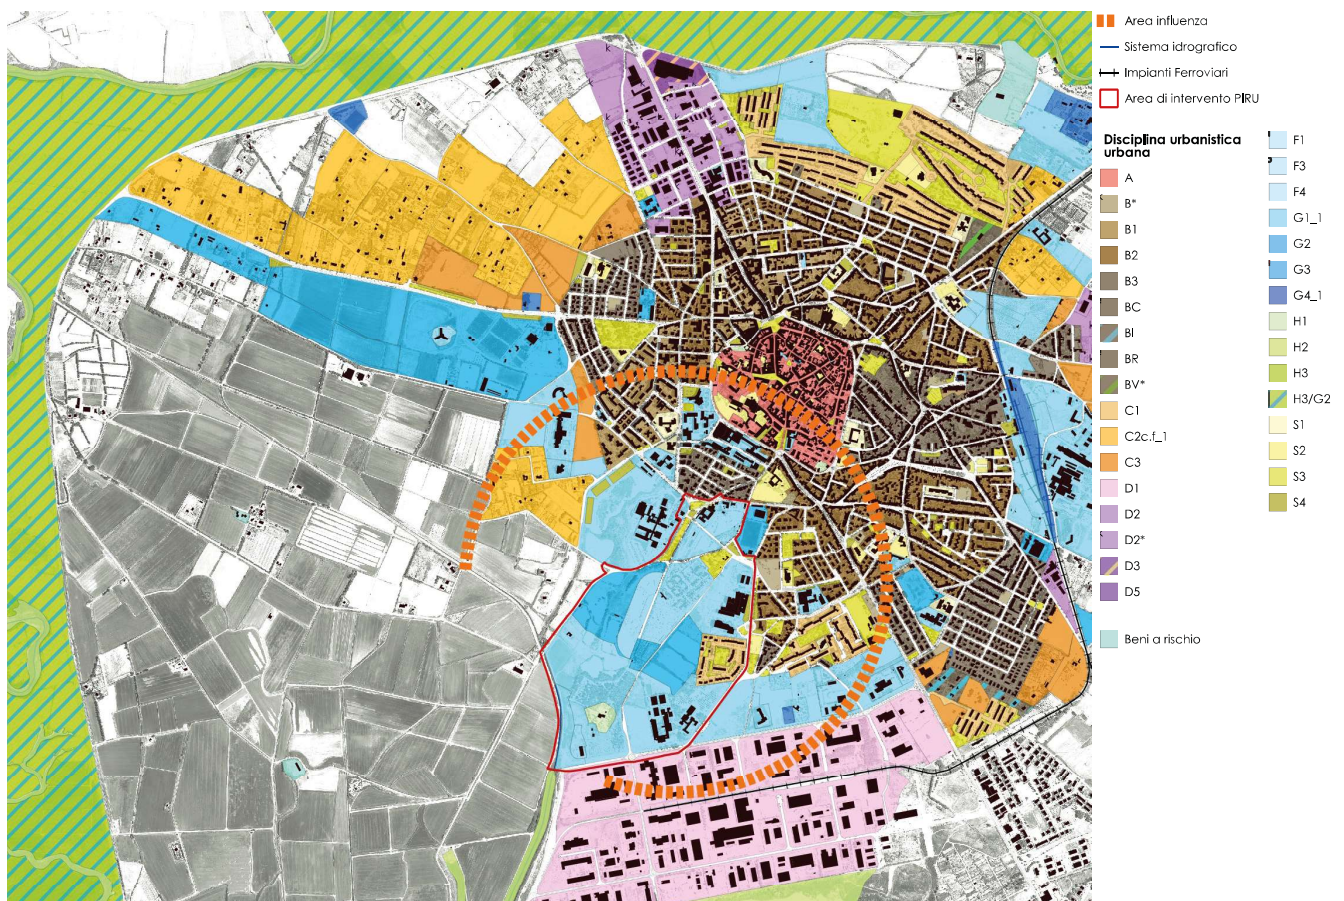 Area influenza
Sistema idrografico
Impianti Ferroviari
Area di intervento PIRU
Disciplina urbanistica
urbana
A
B*
B1
B2
B3
BC
BI
BR
BV*
C1
C2c.f_1
C3
D1
D2
D2*
D3
D5
Beni a rischio
F1
F3
F4
G1_1
G2
G3
G4_1
H1
H2
H3
H3/G2
S1
S2
S3
S4
k
k
k